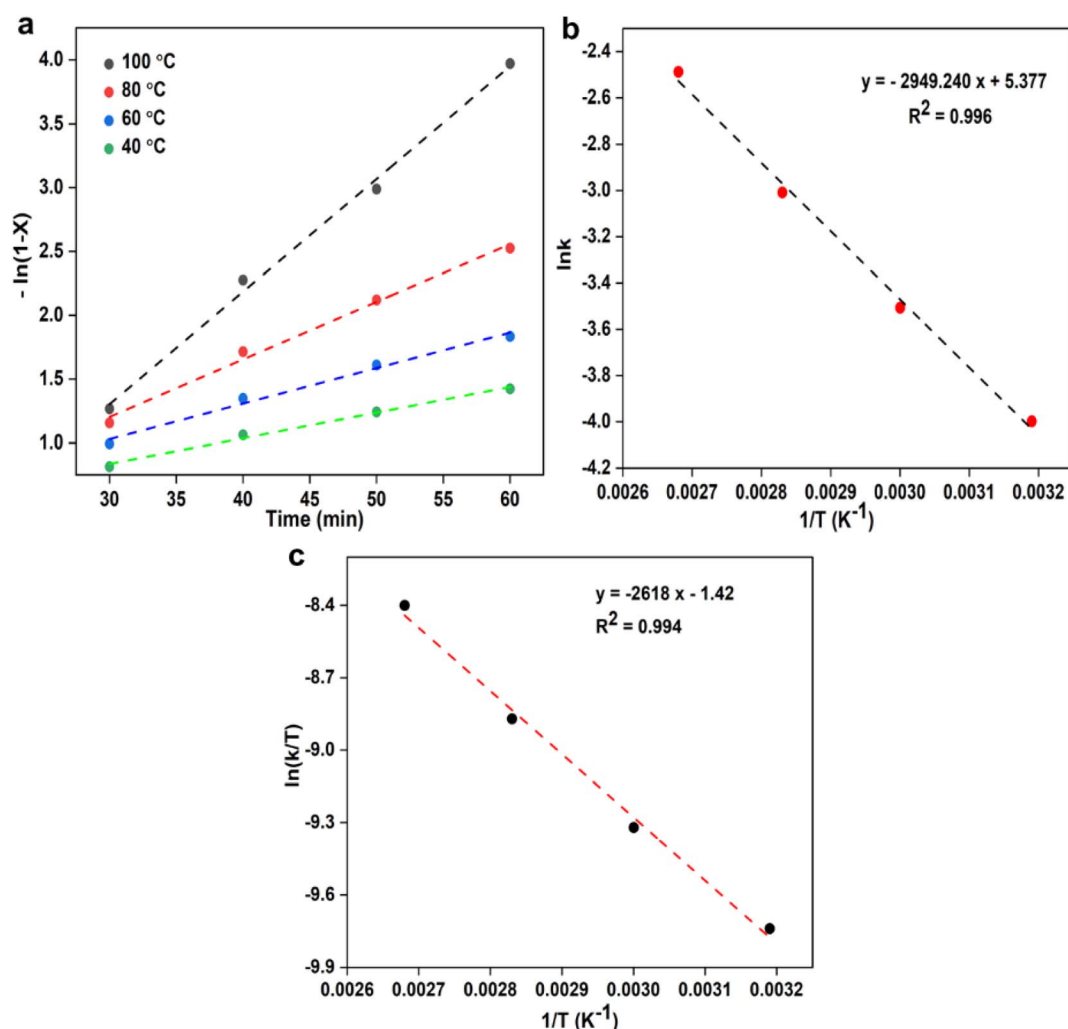 a
4.0
3.5
3.0
2.5
2.0
1.5
1.0
- ln(1-X)
100 °C
80 °C
60 °C
40 °C
30 35 40 45 50 55 60
Time (min)
b
-2.4
-2.6
-3.0
-3.2
-3.6
-3.8
-4.0
-4.2
lnk
y = - 2949.240 x + 5.377
R² = 0.996
0.0026 0.0027 0.0028 0.0029 0.0030 0.0031 0.0032
1/T (K⁻¹)
c
-8.4
-8.7
-9.0
-9.3
-9.6
-9.9
ln(k/T)
y = -2618 x - 1.42
R² = 0.994
0.0026 0.0027 0.0028 0.0029 0.0030 0.0031 0.0032
1/T (K⁻¹)